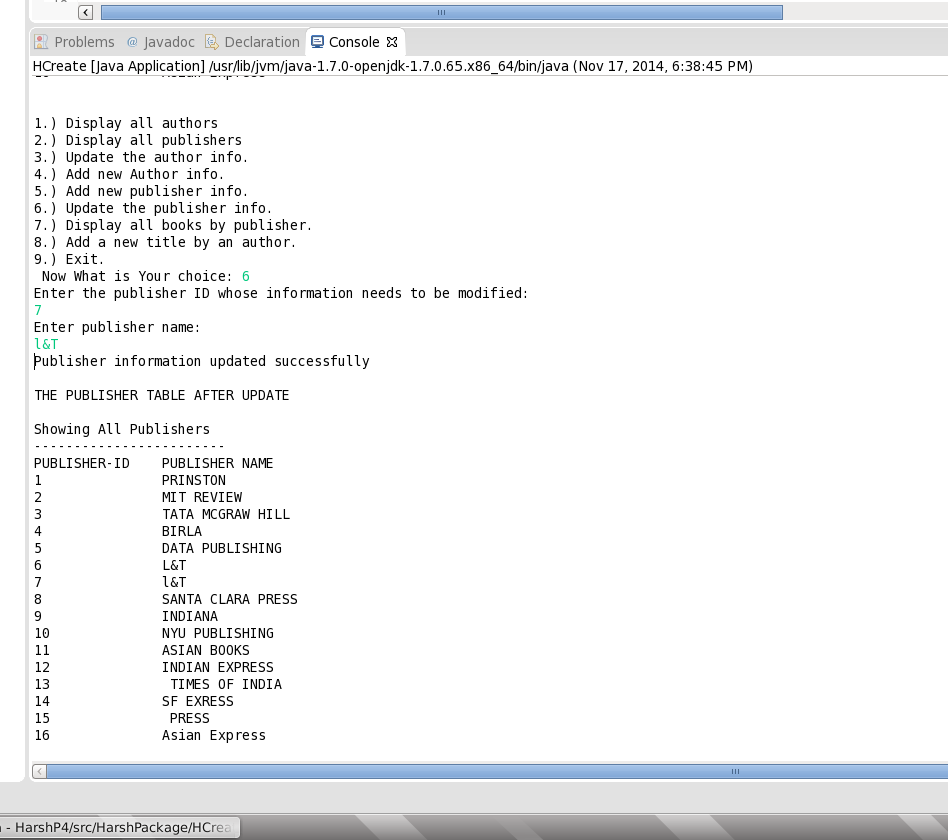 Problems @ Javadoc Declaration Console
HCreate [Java Application] /usr/lib/jvm/java-1.7.0-openjdk-1.7.0.65.x86_64/bin/java (Nov 17, 2014, 6:38:45 PM)
1.) Display all authors
2.) Display all publishers
3.) Update the author info.
4.) Add new Author info.
5.) Add new publisher info.
6.) Update the publisher info.
7.) Display all books by publisher.
8.) Add a new title by an author.
9.) Exit.
Now What is Your choice: 6
Enter the publisher ID whose information needs to be modified:
7
Enter publisher name:
l&T
Publisher information updated successfully
THE PUBLISHER TABLE AFTER UPDATE
Showing All Publishers
------------------------
PUBLISHER-ID    PUBLISHER NAME
1               PRINSTON
2               MIT REVIEW
3               TATA MCGRAW HILL
4               BIRLA
5               DATA PUBLISHING
6               L&T
7               l&T
8               SANTA CLARA PRESS
9               INDIANA
10              NYU PUBLISHING
11              ASIAN BOOKS
12              INDIAN EXPRESS
13               TIMES OF INDIA
14              SF EXRESS
15               PRESS
16              Asian Express
- HarshP4/src/HarshPackage/HCrea